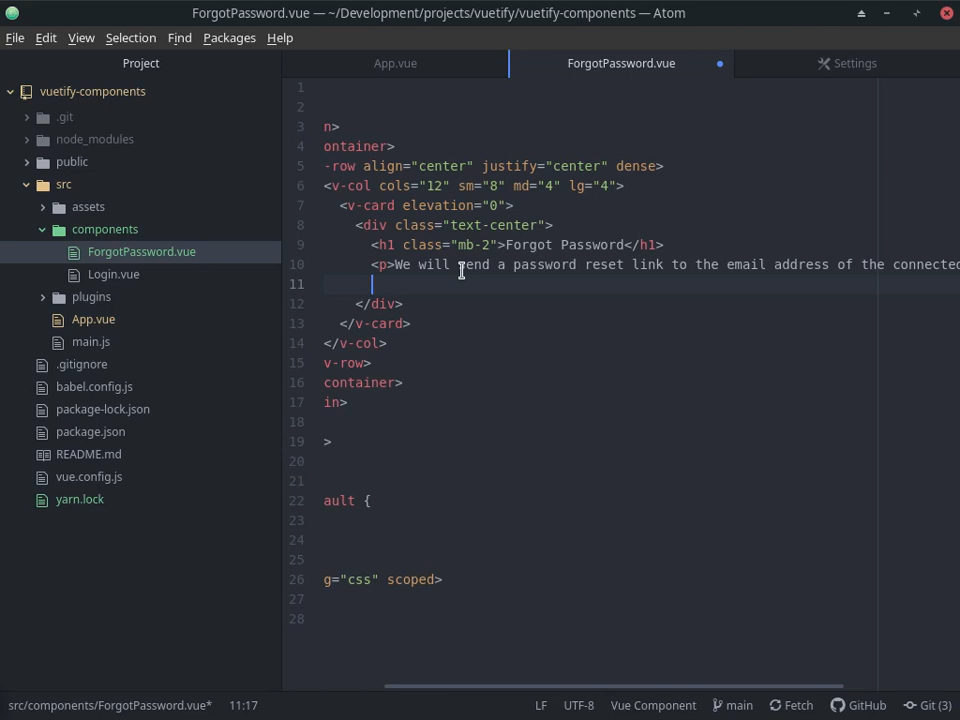 ForgotPassword.vue — ~/Development/projects/vuetify/vuetify-components — Atom
File Edit View Selection Find Packages Help
Project
vuetify-components
.git
node_modules
public
src
assets
components
ForgotPassword.vue
Login.vue
plugins
App.vue
main.js
.gitignore
babel.config.js
package-lock.json
package.json
README.md
vue.config.js
yarn.lock
App.vue
ForgotPassword.vue
Settings
1
2
3 n>
4 ontainer>
5 -row align="center" justify="center" dense>
6 <v-col cols="12" sm="8" md="4" lg="4">
7 <v-card elevation="0">
8 <div class="text-center">
9 <h1 class="mb-2">Forgot Password</h1>
10 <p>We will send a password reset link to the email address of the connected
11
12 </div>
13 </v-card>
14 </v-col>
15 v-row>
16 container>
17 in>
18
19 >
20
21
22 ault {
23
24
25
26 g="css" scoped>
27
28
src/components/ForgotPassword.vue* 11:17 LF UTF-8 Vue Component main Fetch GitHub Git (3)